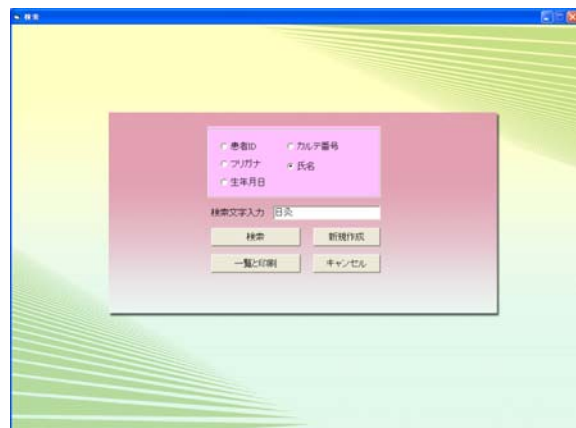 検索
患者ID カルテ番号
フリガナ 氏名
生年月日
検索文字入力 日灸
検索 新規作成
一覧と印刷 キャンセル